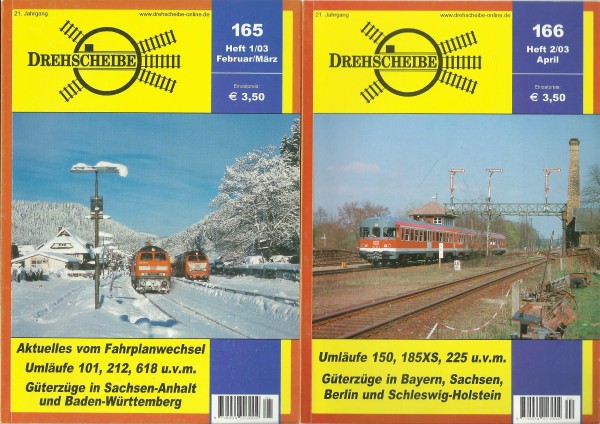 21. Jahrgang
www.drehscheibe-online.de
DREHSCHEIBE
165
Heft 1/03
Februar/März
Einzelpreis:
€ 3,50
Aktuelles vom Fahrplanwechsel
Umläufe 101, 212, 618 u.v.m.
Güterzüge in Sachsen-Anhalt
und Baden-Württemberg
21. Jahrgang
www.drehscheibe-online.de
DREHSCHEIBE
166
Heft 2/03
April
Einzelpreis:
€ 3,50
Umläufe 150, 185XS, 225 u.v.m.
Güterzüge in Bayern, Sachsen,
Berlin und Schleswig-Holstein